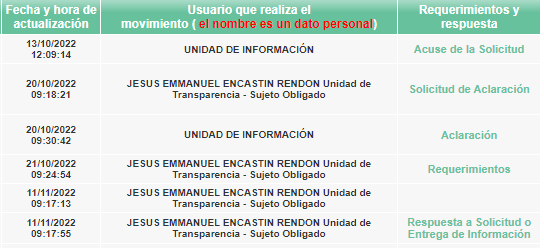 Fecha y hora de actualización
Usuario que realiza el movimiento ( el nombre es un dato personal)
Requerimientos y respuesta
13/10/2022 12:09:14
UNIDAD DE INFORMACIÓN
Acuse de la Solicitud
20/10/2022 09:18:21
JESUS EMMANUEL ENCASTIN RENDON Unidad de Transparencia - Sujeto Obligado
Solicitud de Aclaración
20/10/2022 09:30:42
UNIDAD DE INFORMACIÓN
Aclaración
21/10/2022 09:24:54
JESUS EMMANUEL ENCASTIN RENDON Unidad de Transparencia - Sujeto Obligado
Requerimientos
11/11/2022 09:17:13
JESUS EMMANUEL ENCASTIN RENDON Unidad de Transparencia - Sujeto Obligado
11/11/2022 09:17:55
JESUS EMMANUEL ENCASTIN RENDON Unidad de Transparencia - Sujeto Obligado
Respuesta a Solicitud o Entrega de Información